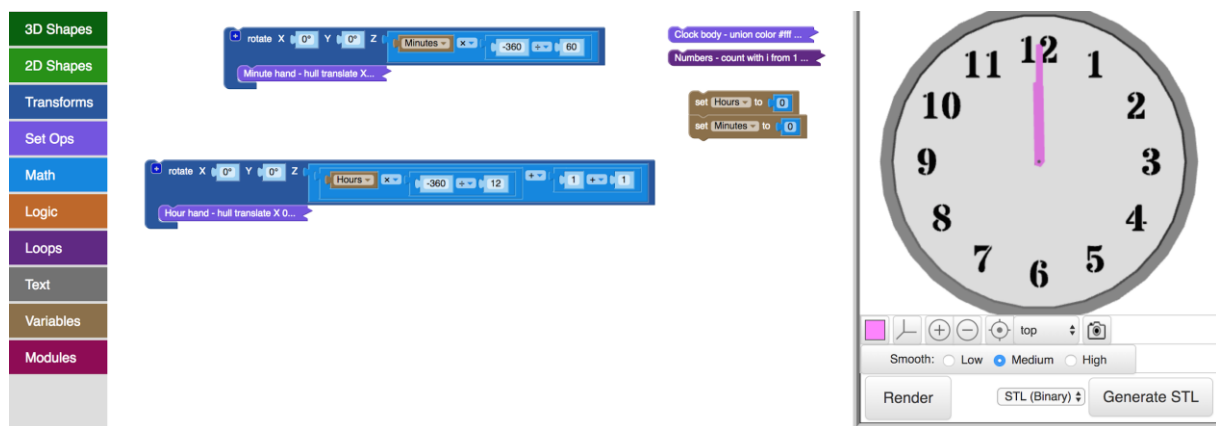 3D Shapes
2D Shapes
Transforms
Set Ops
Math
Logic
Loops
Text
Variables
Modules
rotate X 0° Y 0° Z Minutes × -360 ÷ 60
Minute hand - hull translate X...
rotate X 0° Y 0° Z Hours × -360 ÷ 12 + 1 + 1
Hour hand - hull translate X 0...
Clock body - union color #fff ...
Numbers - count with i from 1 ...
set Hours to 0
set Minutes to 0
12
1
2
3
4
5
6
7
8
9
10
11
top
Smooth: Low Medium High
Render STL (Binary) Generate STL